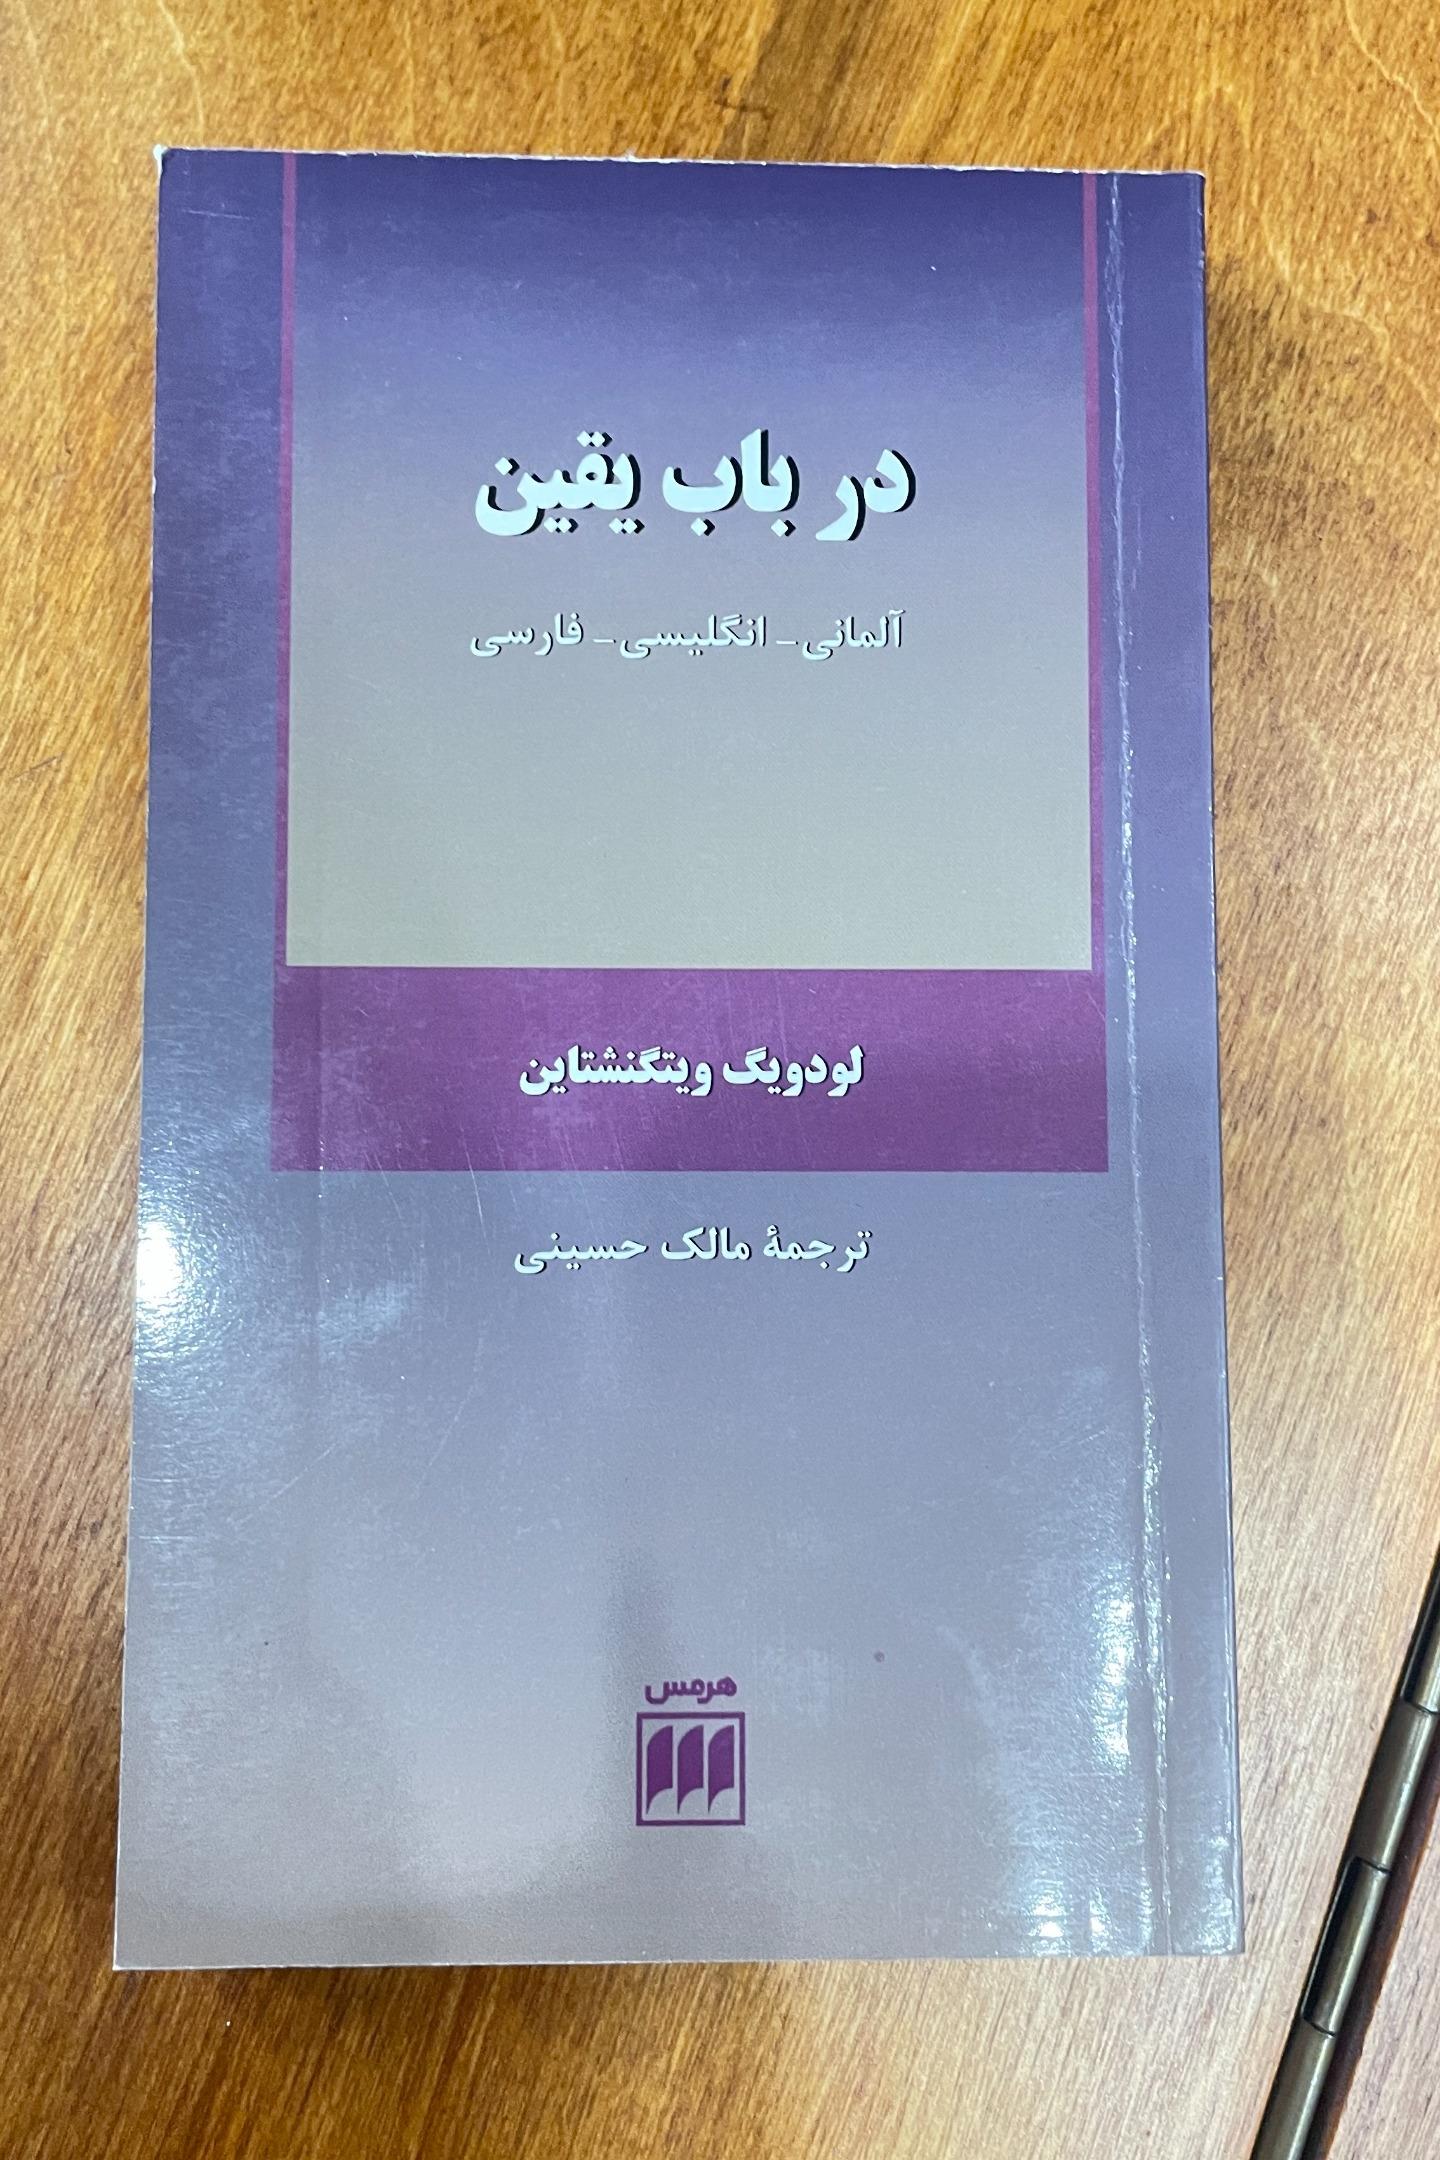 در باب یقین
آلمانی - انگلیسی - فارسی
لودویگ ویتگنشتاین
ترجمهٔ مالک حسینی
هرمس